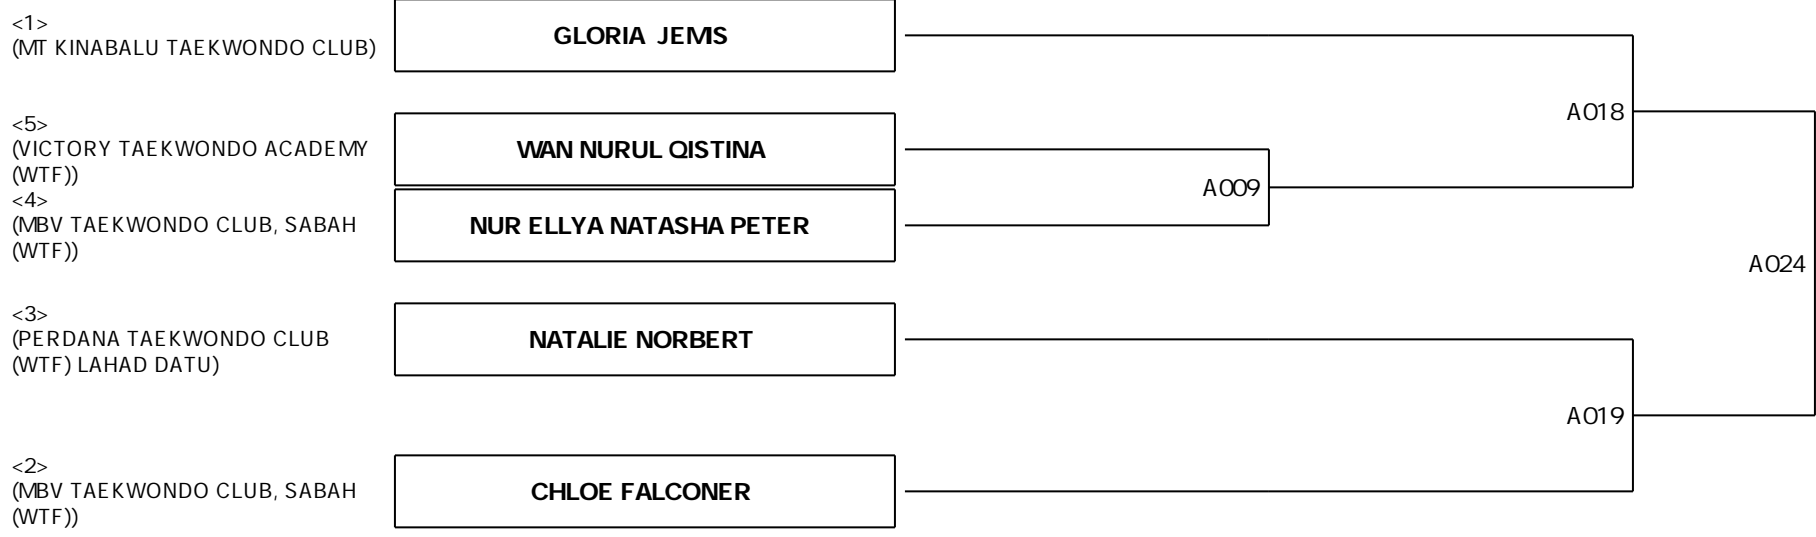 <1>
(MT KINABALU TAEKWONDO CLUB)
GLORIA JEMIS
<5>
(VICTORY TAEKWONDO ACADEMY
(WTF))
WAN NURUL QISTINA
<4>
(MBV TAEKWONDO CLUB, SABAH
(WTF))
NUR ELLYA NATASHA PETER
<3>
(PERDANA TAEKWONDO CLUB
(WTF) LAHAD DATU)
NATALIE NORBERT
<2>
(MBV TAEKWONDO CLUB, SABAH
(WTF))
CHLOE FALCONER
A009
A018
A019
A024